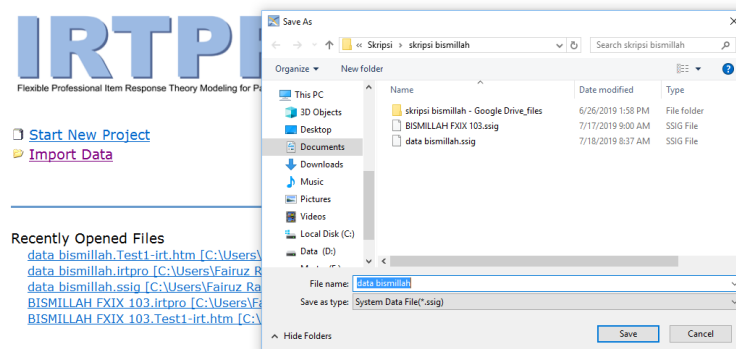 IRTP
Flexible Professional Item Response Theory Modeling for Pa
Start New Project
Import Data
Recently Opened Files
data bismillah.Test1-irt.htm [C:\Users\
data bismillah.irtpro [C:\Users\Fairuz R
data bismillah.ssig [C:\Users\Fairuz Ra
BISMILLAH FXIX 103.irtpro [C:\Users\Fa
BISMILLAH FXIX 103.Test1-irt.htm [C:\
Save As
« Skripsi › skripsi bismillah
Search skripsi bismillah
Organize
New folder
This PC
3D Objects
Desktop
Documents
Downloads
Music
Pictures
Videos
Local Disk (C:)
Data (D:)
Name Date modified Type
skripsi bismillah - Google Drive_files 6/26/2019 1:58 PM File folder
BISMILLAH FXIX 103.ssig 7/17/2019 9:00 AM SSIG File
data bismillah.ssig 7/18/2019 8:37 AM SSIG File
File name: data bismillah
Save as type: System Data File(*.ssig)
Hide Folders
Save
Cancel